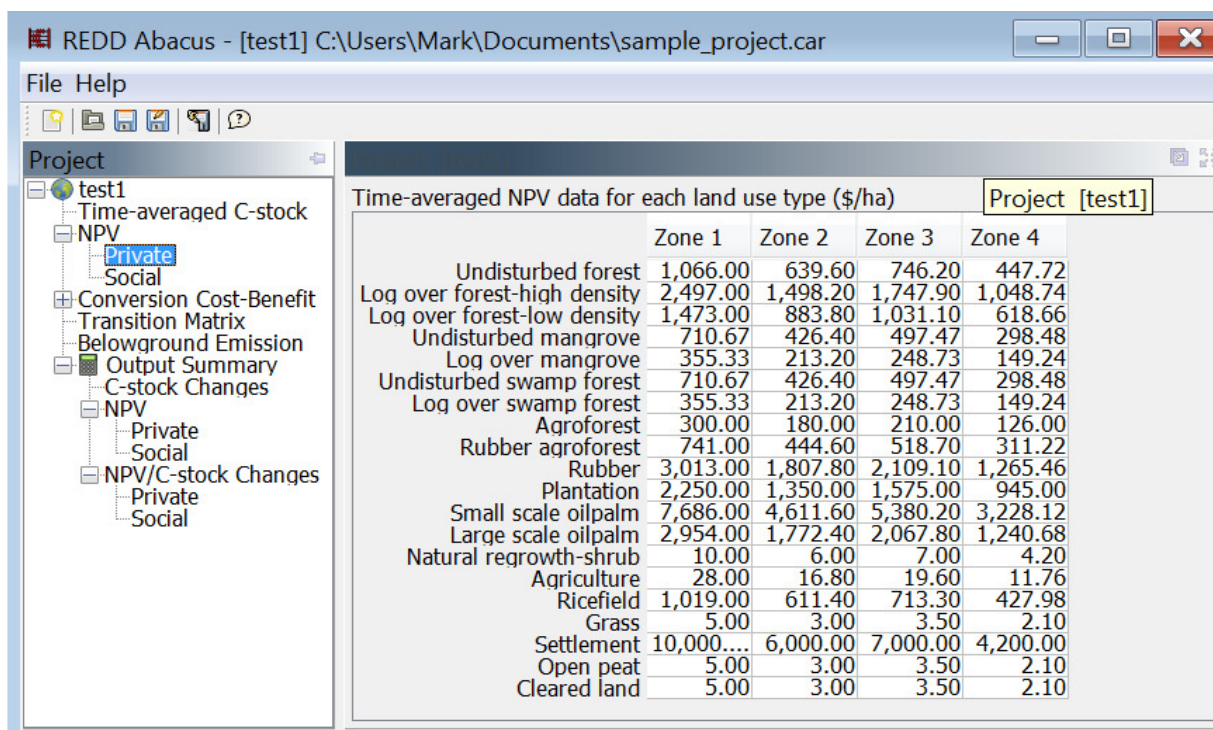 REDD Abacus - [test1] C:\Users\Mark\Documents\sample_project.car
File Help
Project
test1
Time-averaged C-stock
NPV
Private
Social
Conversion Cost-Benefit
Transition Matrix
Belowground Emission
Output Summary
C-stock Changes
NPV
Private
Social
NPV/C-stock Changes
Private
Social
Time-averaged NPV data for each land use type ($/ha)
Project [test1]
Zone 1 Zone 2 Zone 3 Zone 4
Undisturbed forest 1,066.00 639.60 746.20 447.72
Log over forest-high density 2,497.00 1,498.20 1,747.90 1,048.74
Log over forest-low density 1,473.00 883.80 1,031.10 618.66
Undisturbed mangrove 710.67 426.40 497.47 298.48
Log over mangrove 355.33 213.20 248.73 149.24
Undisturbed swamp forest 710.67 426.40 497.47 298.48
Log over swamp forest 355.33 213.20 248.73 149.24
Agroforest 300.00 180.00 210.00 126.00
Rubber agroforest 741.00 444.60 518.70 311.22
Rubber 3,013.00 1,807.80 2,109.10 1,265.46
Plantation 2,250.00 1,350.00 1,575.00 945.00
Small scale oilpalm 7,686.00 4,611.60 5,380.20 3,228.12
Large scale oilpalm 2,954.00 1,772.40 2,067.80 1,240.68
Natural regrowth-shrub 10.00 6.00 7.00 4.20
Agriculture 28.00 16.80 19.60 11.76
Ricefield 1,019.00 611.40 713.30 427.98
Grass 5.00 3.00 3.50 2.10
Settlement 10,000.... 6,000.00 7,000.00 4,200.00
Open peat 5.00 3.00 3.50 2.10
Cleared land 5.00 3.00 3.50 2.10